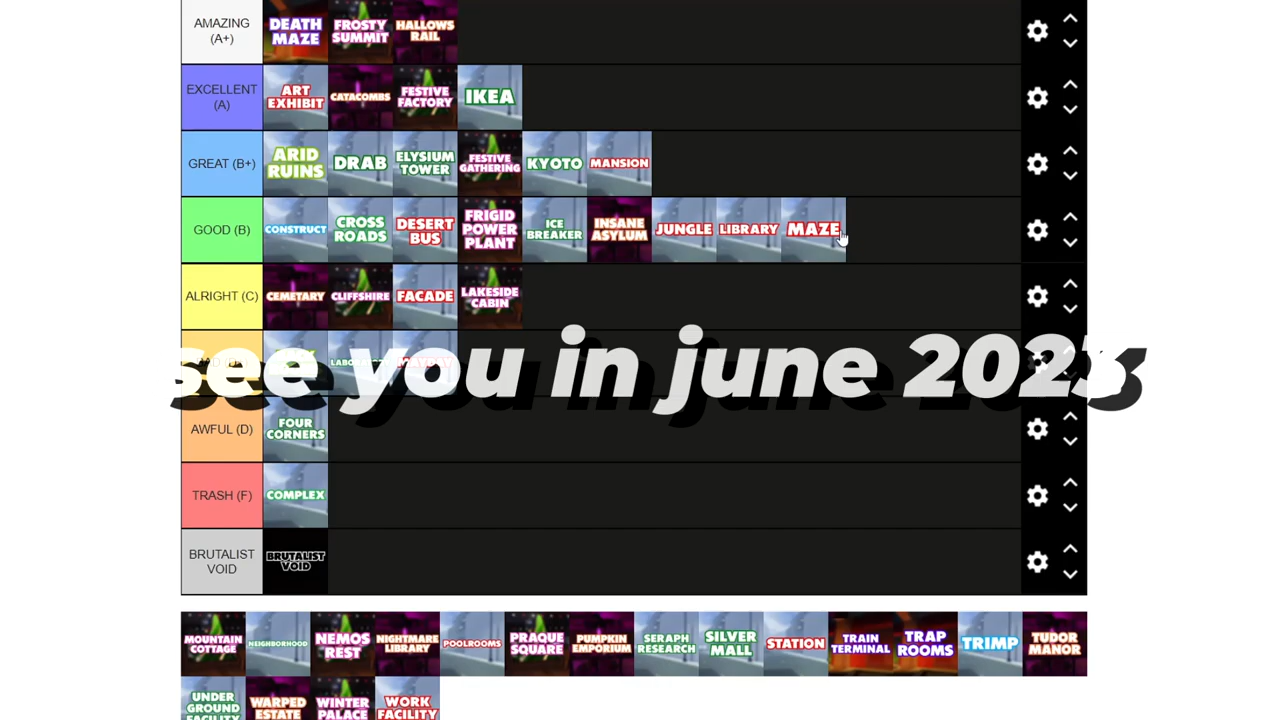 AMAZING
(A+)
DEATH
MAZE
FROSTY
SUMMIT
HALLOWS
RAIL
EXCELLENT
(A)
ART
EXHIBIT
CATACOMBS
FESTIVE
FACTORY
IKEA
GREAT (B+)
ARID
RUINS
DRAB
ELYSIUM
TOWER
FESTIVE
GATHERING
KYOTO
MANSION
GOOD (B)
CONSTRUCT
CROSS
ROADS
DESERT
BUS
FRIGID
POWER
PLANT
ICE
BREAKER
INSANE
ASYLUM
JUNGLE
LIBRARY
MAZE
ALRIGHT (C)
CEMETARY
CLIFFSHIRE
FACADE
LAKESIDE
CABIN
see you in june 2023
AWFUL (D)
FOUR
CORNERS
TRASH (F)
COMPLEX
BRUTALIST
VOID
BRUTALIST
VOID
MOUNTAIN
COTTAGE
NEIGHBORHOOD
NEMOS
REST
NIGHTMARE
LIBRARY
POOLROOMS
PRAQUE
SQUARE
PUMPKIN
EMPORIUM
SERAPH
RESEARCH
SILVER
MALL
STATION
TRAIN
TERMINAL
TRAP
ROOMS
TRIMP
TUDOR
MANOR
UNDER
GROUND
FACILITY
WARPED
ESTATE
WINTER
PALACE
WORK
FACILITY